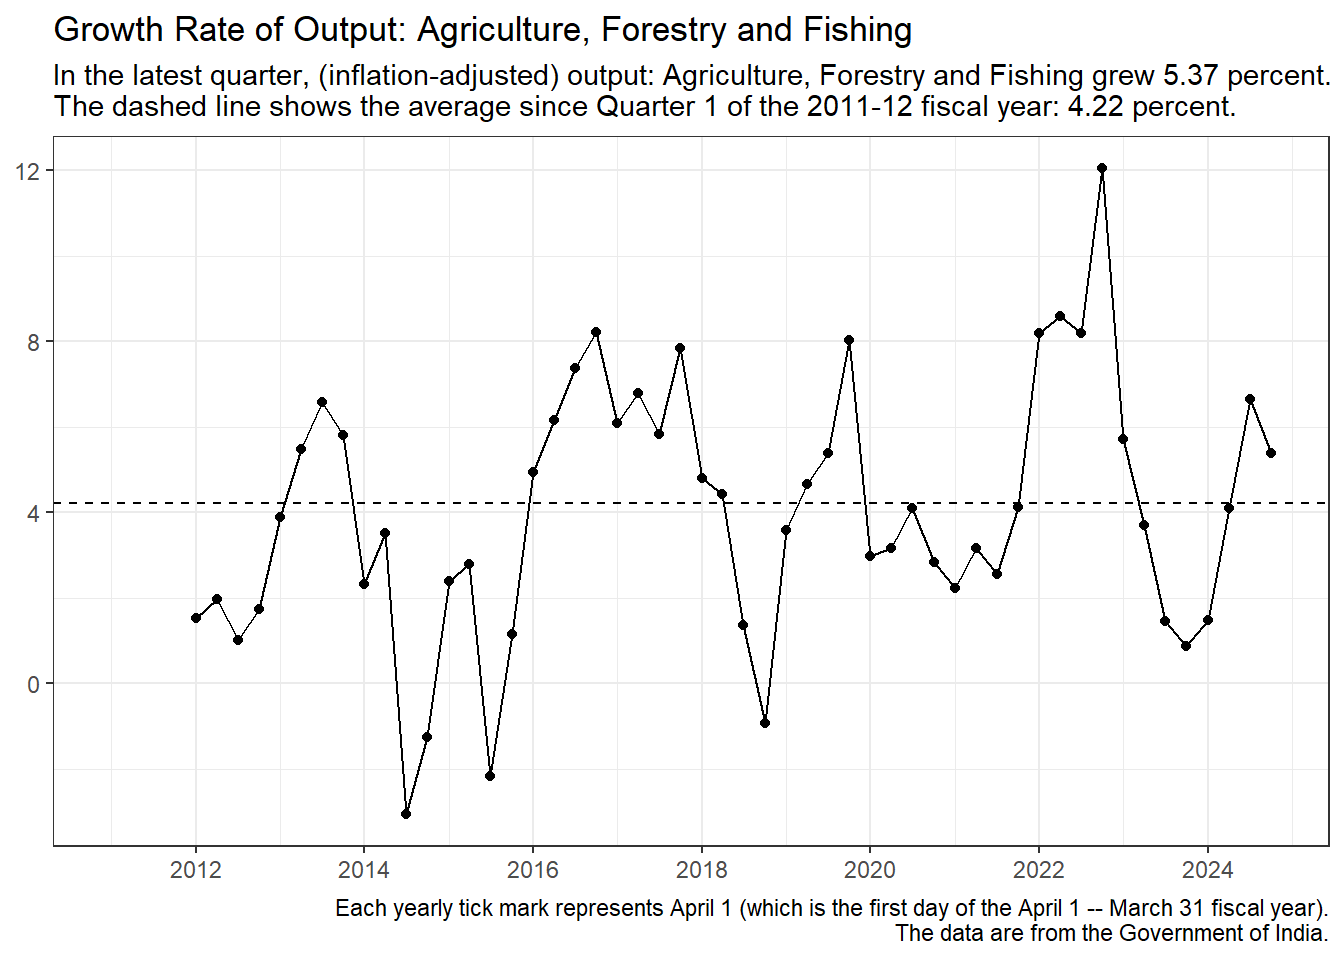 Growth Rate of Output: Agriculture, Forestry and Fishing
In the latest quarter, (inflation-adjusted) output: Agriculture, Forestry and Fishing grew 5.37 percent.
The dashed line shows the average since Quarter 1 of the 2011-12 fiscal year: 4.22 percent.
12
8
4
0
2012 2014 2016 2018 2020 2022 2024
Each yearly tick mark represents April 1 (which is the first day of the April 1 -- March 31 fiscal year).
The data are from the Government of India.